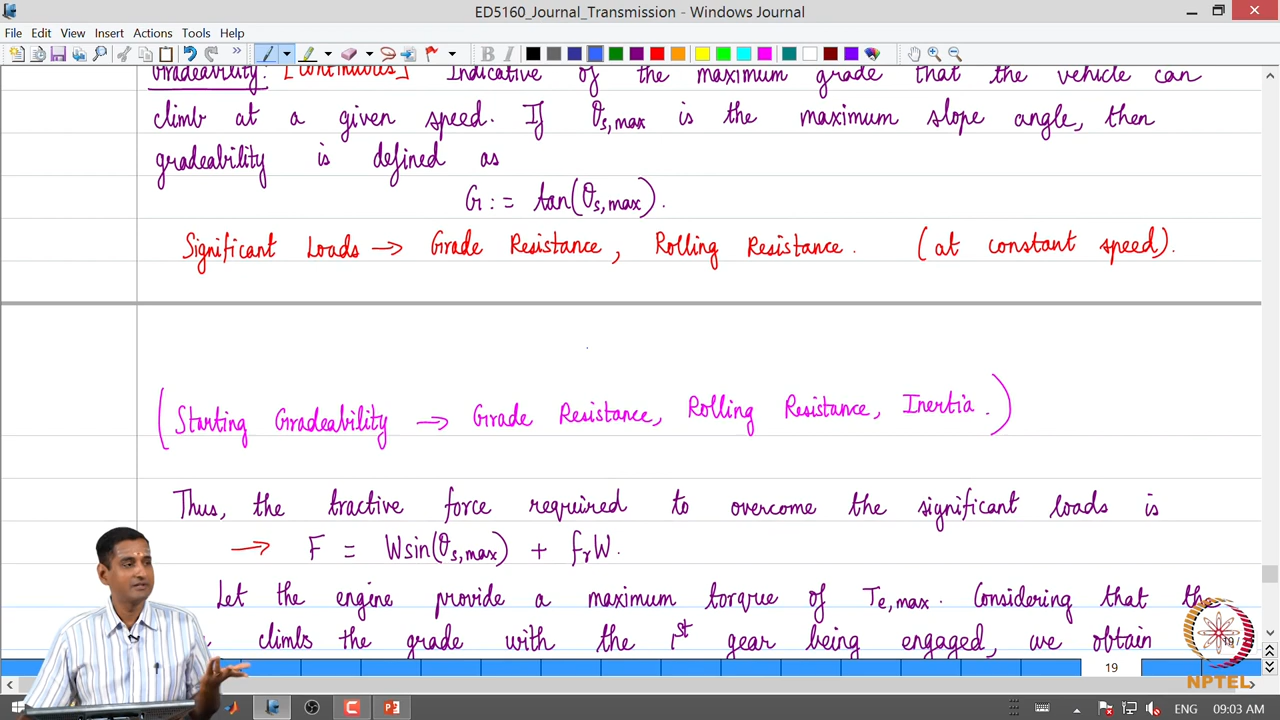 ED5160_Journal_Transmission - Windows Journal
File Edit View Insert Actions Tools Help
B I
Gradeability: [Continuous] Indicative of the maximum grade that the vehicle can
climb at a given speed. If θs,max is the maximum slope angle, then
gradeability is defined as
G := tan(θs,max).
Significant Loads → Grade Resistance, Rolling Resistance. (at constant speed).
(Starting Gradeability → Grade Resistance, Rolling Resistance, Inertia.)
Thus, the tractive force required to overcome the significant loads is
→ F = Wsin(θs,max) + frW.
Let the engine provide a maximum torque of Te,max. Considering that the
climbs the grade with the 1st gear being engaged, we obtain
19
NPTEL
ENG 09:03 AM